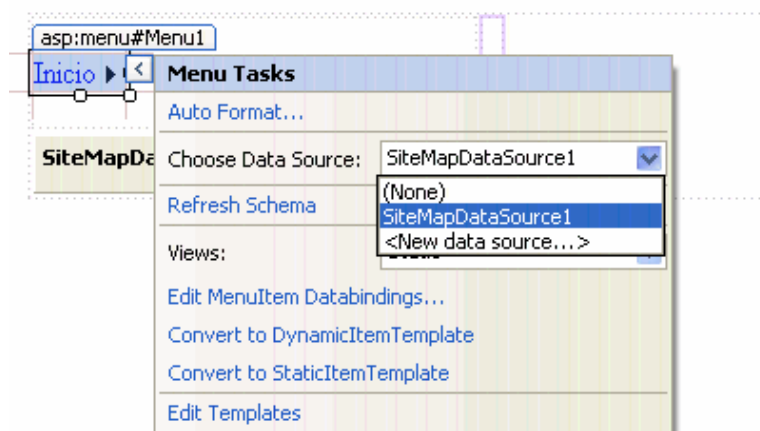 asp:menu#Menu1
Inicio
Menu Tasks
Auto Format...
SiteMapDa
Choose Data Source: SiteMapDataSource1
(None)
SiteMapDataSource1
<New data source...>
Refresh Schema
Views:
Edit MenuItem Databindings...
Convert to DynamicItemTemplate
Convert to StaticItemTemplate
Edit Templates